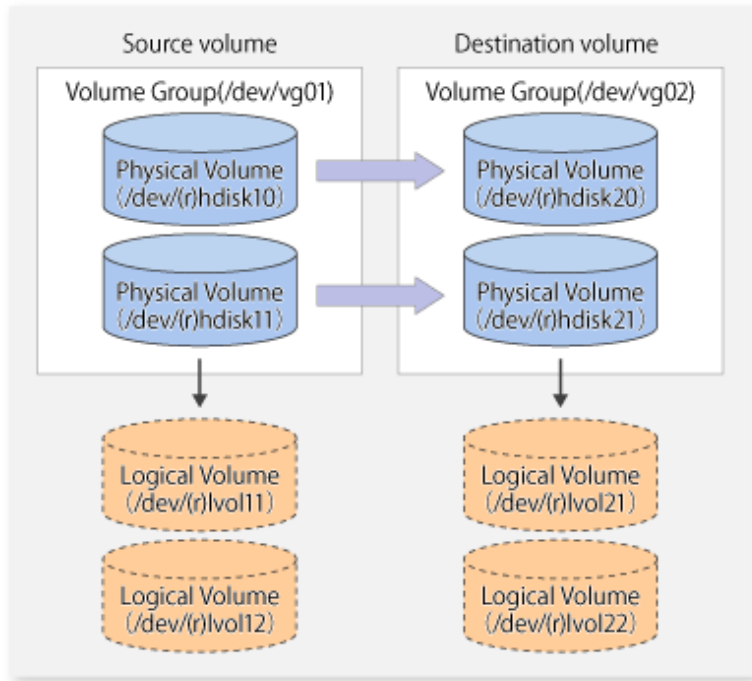 Source volume
Destination volume
Volume Group(/dev/vg01)
Volume Group(/dev/vg02)
Physical Volume
(/dev/(r)hdisk10)
Physical Volume
(/dev/(r)hdisk20)
Physical Volume
(/dev/(r)hdisk11)
Physical Volume
(/dev/(r)hdisk21)
Logical Volume
(/dev/(r)lvol11)
Logical Volume
(/dev/(r)lvol21)
Logical Volume
(/dev/(r)lvol12)
Logical Volume
(/dev/(r)lvol22)